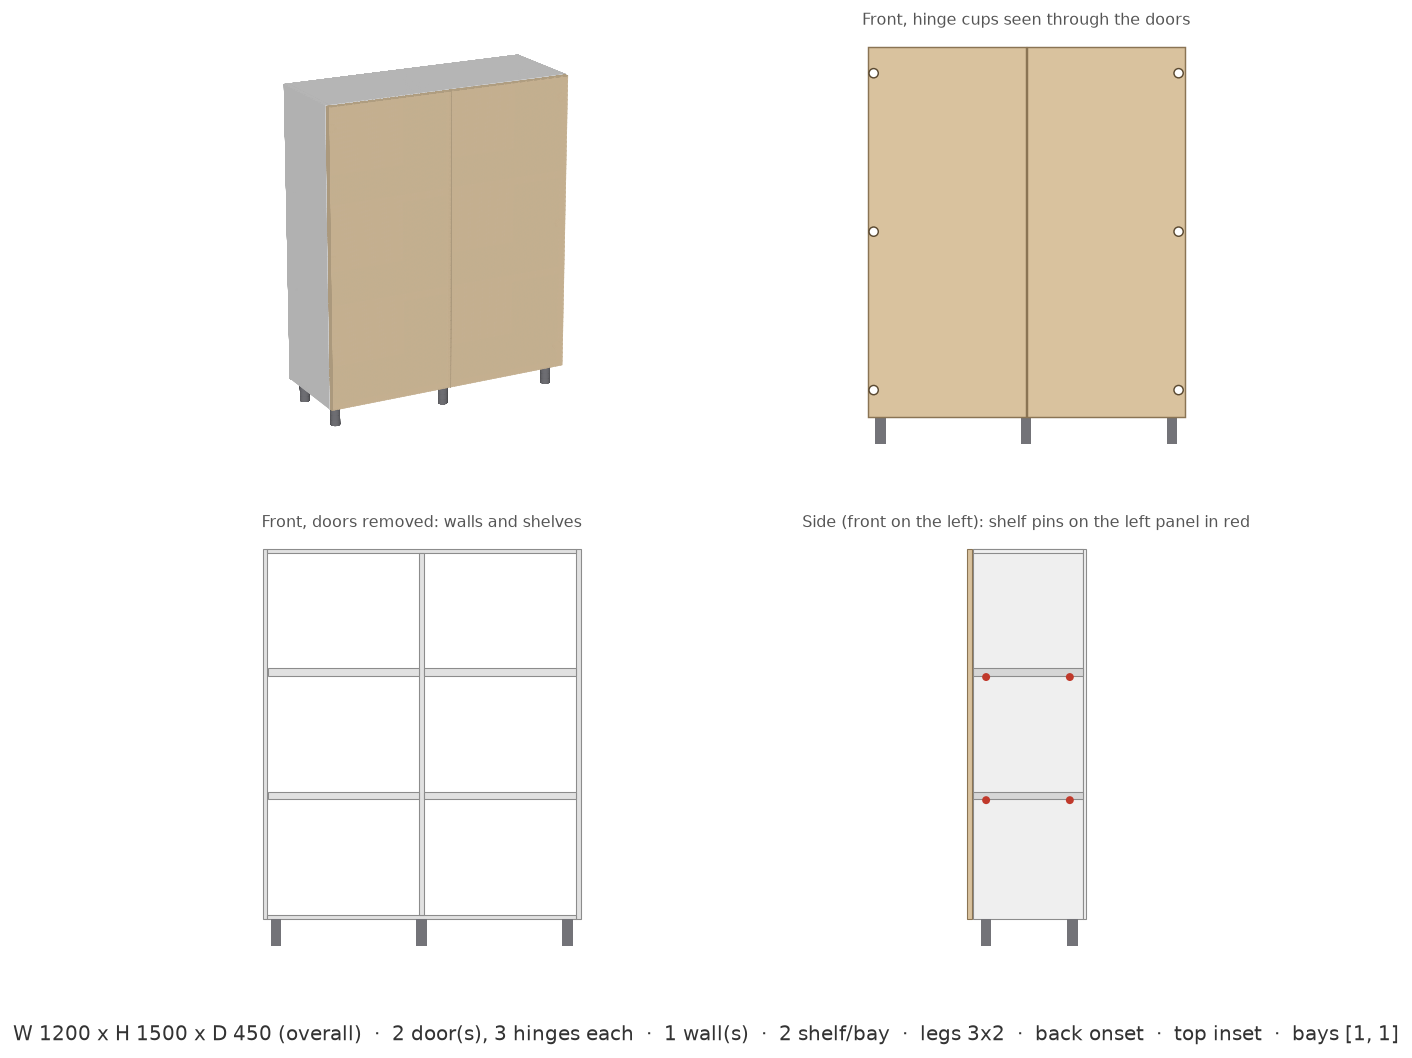 Front, hinge cups seen through the doors
Front, doors removed: walls and shelves
Side (front on the left): shelf pins on the left panel in red
W 1200 x H 1500 x D 450 (overall)  ·  2 door(s), 3 hinges each  ·  1 wall(s)  ·  2 shelf/bay  ·  legs 3x2  ·  back onset  ·  top inset  ·  bays [1, 1]